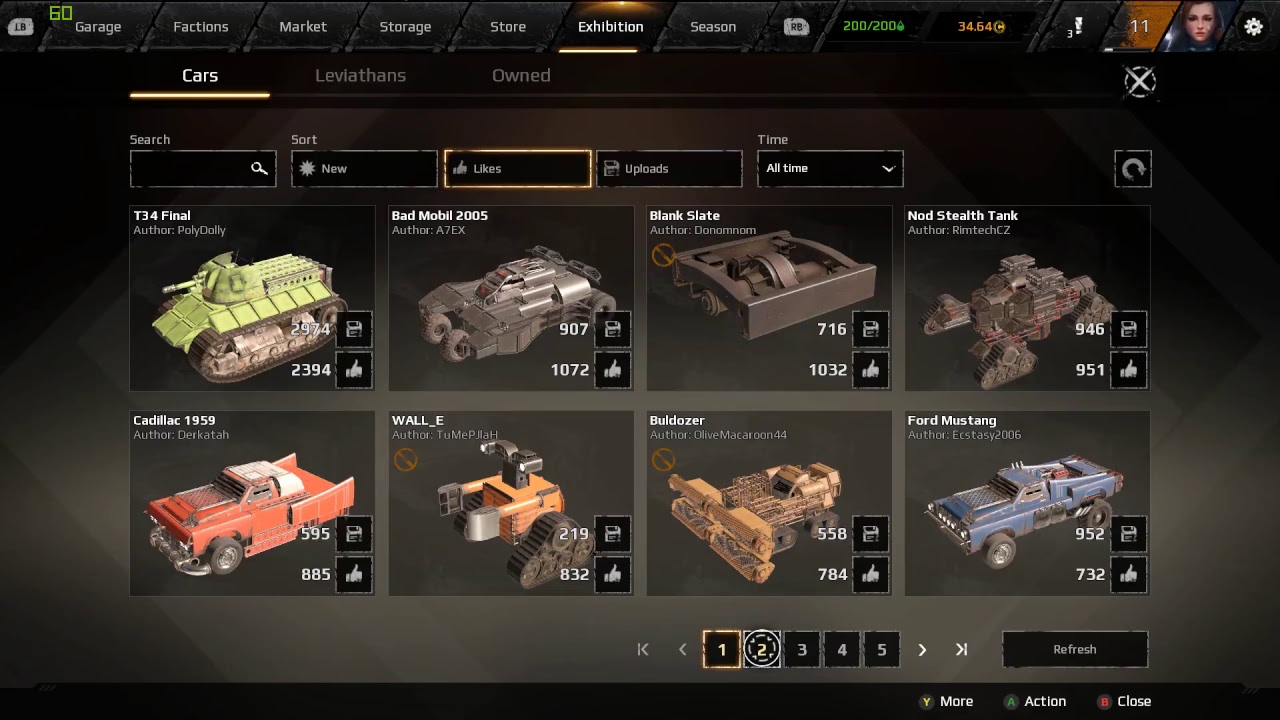 60
LB
Garage
Factions
Market
Storage
Store
Exhibition
Season
RB
200/200
34.64
3
11
Cars
Leviathans
Owned
Search
Sort
Time
New
Likes
Uploads
All time
T34 Final
Author: PolyDolly
2974
2394
Bad Mobil 2005
Author: A7EX
907
1072
Blank Slate
Author: Donomnom
716
1032
Nod Stealth Tank
Author: RimtechCZ
946
951
Cadillac 1959
Author: Derkatah
595
885
WALL_E
Author: TuMePJlaH
219
832
Buldozer
Author: OliveMacaroon44
558
784
Ford Mustang
Author: Ecstasy2006
952
732
1 2 3 4 5
Refresh
Y More
A Action
B Close